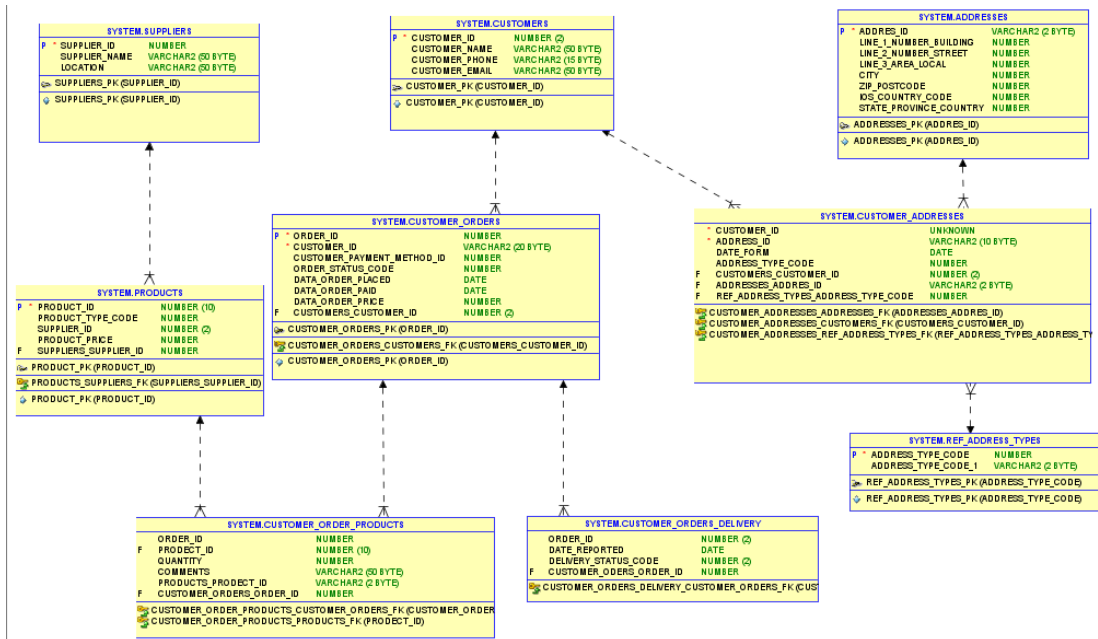 SYSTEM.SUPPLIERS
P * SUPPLIER_ID NUMBER
SUPPLIER_NAME VARCHAR2 (50 BYTE)
LOCATION VARCHAR2 (50 BYTE)
SUPPLIERS_PK (SUPPLIER_ID)
SUPPLIERS_PK (SUPPLIER_ID)
SYSTEM.CUSTOMERS
P * CUSTOMER_ID NUMBER (2)
CUSTOMER_NAME VARCHAR2 (50 BYTE)
CUSTOMER_PHONE VARCHAR2 (15 BYTE)
CUSTOMER_EMAIL VARCHAR2 (50 BYTE)
CUSTOMER_PK (CUSTOMER_ID)
CUSTOMER_PK (CUSTOMER_ID)
SYSTEM.ADDRESSES
P * ADDRES_ID VARCHAR2 (2 BYTE)
LINE_1_NUMBER_BUILDING NUMBER
LINE_2_NUMBER_STREET NUMBER
LINE_3_AREA_LOCAL NUMBER
CITY NUMBER
ZIP_POSTCODE NUMBER
IOS_COUNTRY_CODE NUMBER
STATE_PROVINCE_COUNTRY NUMBER
ADDRESSES_PK (ADDRES_ID)
ADDRESSES_PK (ADDRES_ID)
SYSTEM.CUSTOMER_ORDERS
P * ORDER_ID NUMBER
* CUSTOMER_ID VARCHAR2 (20 BYTE)
CUSTOMER_PAYMENT_METHOD_ID NUMBER
ORDER_STATUS_CODE NUMBER
DATA_ORDER_PLACED DATE
DATA_ORDER_PAID DATE
DATA_ORDER_PRICE NUMBER
F CUSTOMERS_CUSTOMER_ID NUMBER (2)
CUSTOMER_ORDERS_PK (ORDER_ID)
CUSTOMER_ORDERS_CUSTOMERS_FK (CUSTOMERS_CUSTOMER_ID)
CUSTOMER_ORDERS_PK (ORDER_ID)
SYSTEM.CUSTOMER_ADDRESSES
* CUSTOMER_ID UNKNOWN
* ADDRESS_ID VARCHAR2 (10 BYTE)
DATE_FORM DATE
ADDRESS_TYPE_CODE NUMBER
F CUSTOMERS_CUSTOMER_ID NUMBER (2)
F ADDRESSES_ADDRES_ID VARCHAR2 (2 BYTE)
F REF_ADDRESS_TYPES_ADDRESS_TYPE_CODE NUMBER
CUSTOMER_ADDRESSES_ADDRESSES_FK (ADDRESSES_ADDRES_ID)
CUSTOMER_ADDRESSES_CUSTOMERS_FK (CUSTOMERS_CUSTOMER_ID)
CUSTOMER_ADDRESSES_REF_ADDRESS_TYPES_FK (REF_ADDRESS_TYPES_ADDRESS_TY
SYSTEM.PRODUCTS
P * PRODUCT_ID NUMBER (10)
PRODUCT_TYPE_CODE NUMBER
SUPPLIER_ID NUMBER (2)
PRODUCT_PRICE NUMBER
F SUPPLIERS_SUPPLIER_ID NUMBER
PRODUCT_PK (PRODUCT_ID)
PRODUCTS_SUPPLIERS_FK (SUPPLIERS_SUPPLIER_ID)
PRODUCT_PK (PRODUCT_ID)
SYSTEM.REF_ADDRESS_TYPES
P * ADDRESS_TYPE_CODE NUMBER
ADDRESS_TYPE_CODE_1 VARCHAR2 (2 BYTE)
REF_ADDRESS_TYPES_PK (ADDRESS_TYPE_CODE)
REF_ADDRESS_TYPES_PK (ADDRESS_TYPE_CODE)
SYSTEM.CUSTOMER_ORDER_PRODUCTS
ORDER_ID NUMBER
F PRODECT_ID NUMBER (10)
QUANTITY NUMBER
COMMENTS VARCHAR2 (50 BYTE)
PRODUCTS_PRODECT_ID VARCHAR2 (2 BYTE)
F CUSTOMER_ORDERS_ORDER_ID NUMBER
CUSTOMER_ORDER_PRODUCTS_CUSTOMER_ORDERS_FK (CUSTOMER_ORDER
CUSTOMER_ORDER_PRODUCTS_PRODUCTS_FK (PRODECT_ID)
SYSTEM.CUSTOMER_ORDERS_DELIVERY
ORDER_ID NUMBER (2)
DATE_REPORTED DATE
DELIVERY_STATUS_CODE NUMBER (2)
F CUSTOMER_ODERS_ORDER_ID NUMBER
CUSTOMER_ORDERS_DELIVERY_CUSTOMER_ORDERS_FK (CUST